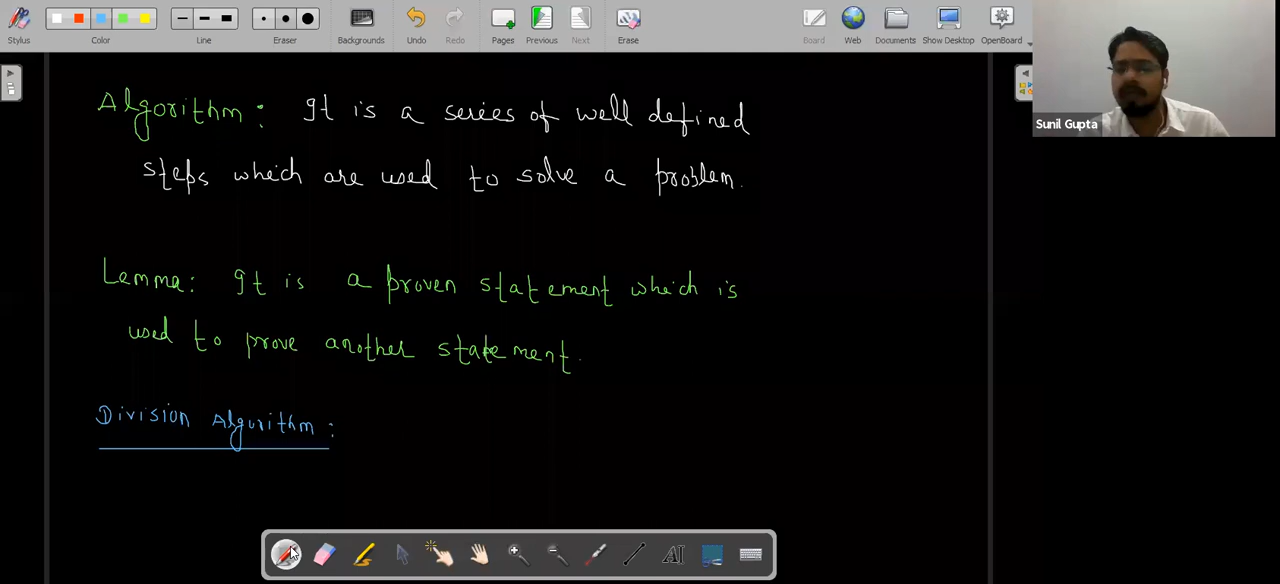 Stylus Color Line Eraser Backgrounds Undo Redo Pages Previous Next Erase Board Web Documents Show Desktop OpenBoard
Sunil Gupta
Algorithm: It is a series of well defined
steps which are used to solve a problem.
Lemma: It is a proven statement which is
used to prove another statement.
Division Algorithm:
AI